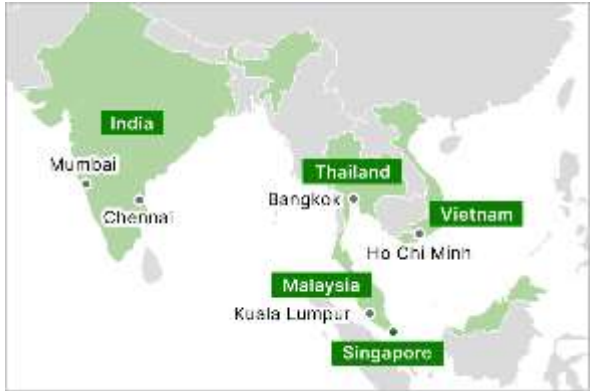 India
Mumbai
Chennai
Thailand
Bangkok
Vietnam
Ho Chi Minh
Malaysia
Kuala Lumpur
Singapore